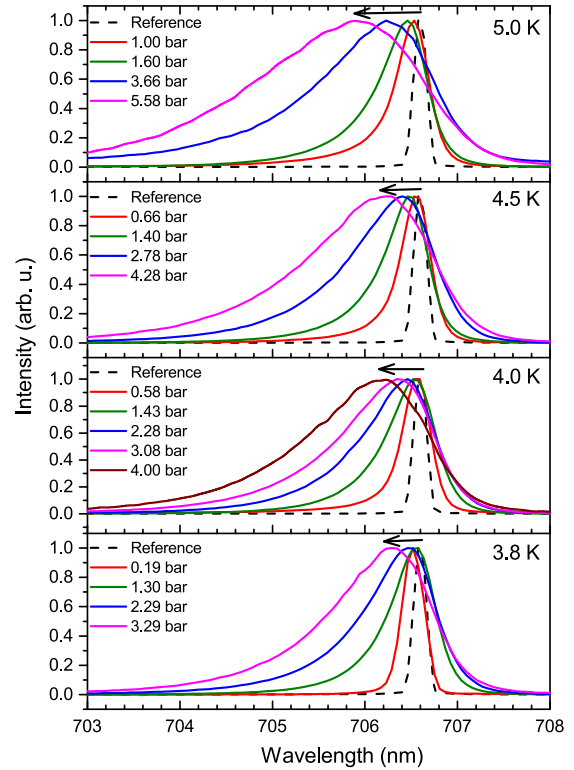 1.0
0.8
0.6
0.4
0.2
0.0
Reference
1.00 bar
1.60 bar
3.66 bar
5.58 bar
5.0 K
1.0
0.8
0.6
0.4
0.2
0.0
Reference
0.66 bar
1.40 bar
2.78 bar
4.28 bar
4.5 K
1.0
0.8
0.6
0.4
0.2
0.0
Reference
0.58 bar
1.43 bar
2.28 bar
3.08 bar
4.00 bar
4.0 K
1.0
0.8
0.6
0.4
0.2
0.0
Reference
0.19 bar
1.30 bar
2.29 bar
3.29 bar
3.8 K
703 704 705 706 707 708
Wavelength (nm)
Intensity (arb. u.)